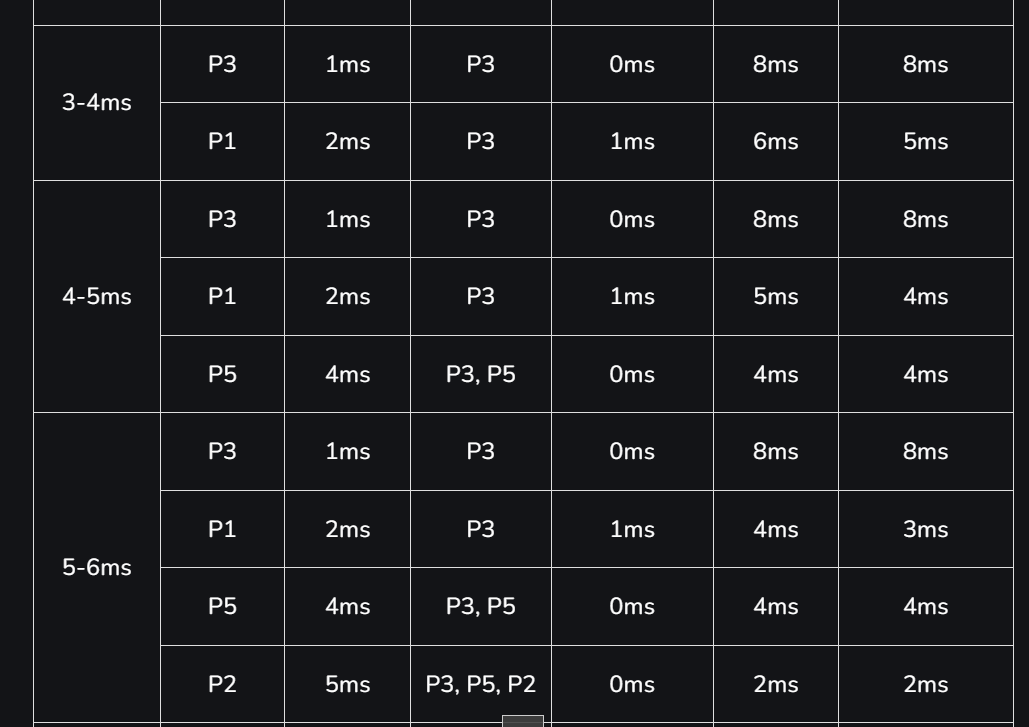 3-4ms
P3 1ms P3 0ms 8ms 8ms
P1 2ms P3 1ms 6ms 5ms
4-5ms
P3 1ms P3 0ms 8ms 8ms
P1 2ms P3 1ms 5ms 4ms
P5 4ms P3, P5 0ms 4ms 4ms
5-6ms
P3 1ms P3 0ms 8ms 8ms
P1 2ms P3 1ms 4ms 3ms
P5 4ms P3, P5 0ms 4ms 4ms
P2 5ms P3, P5, P2 0ms 2ms 2ms